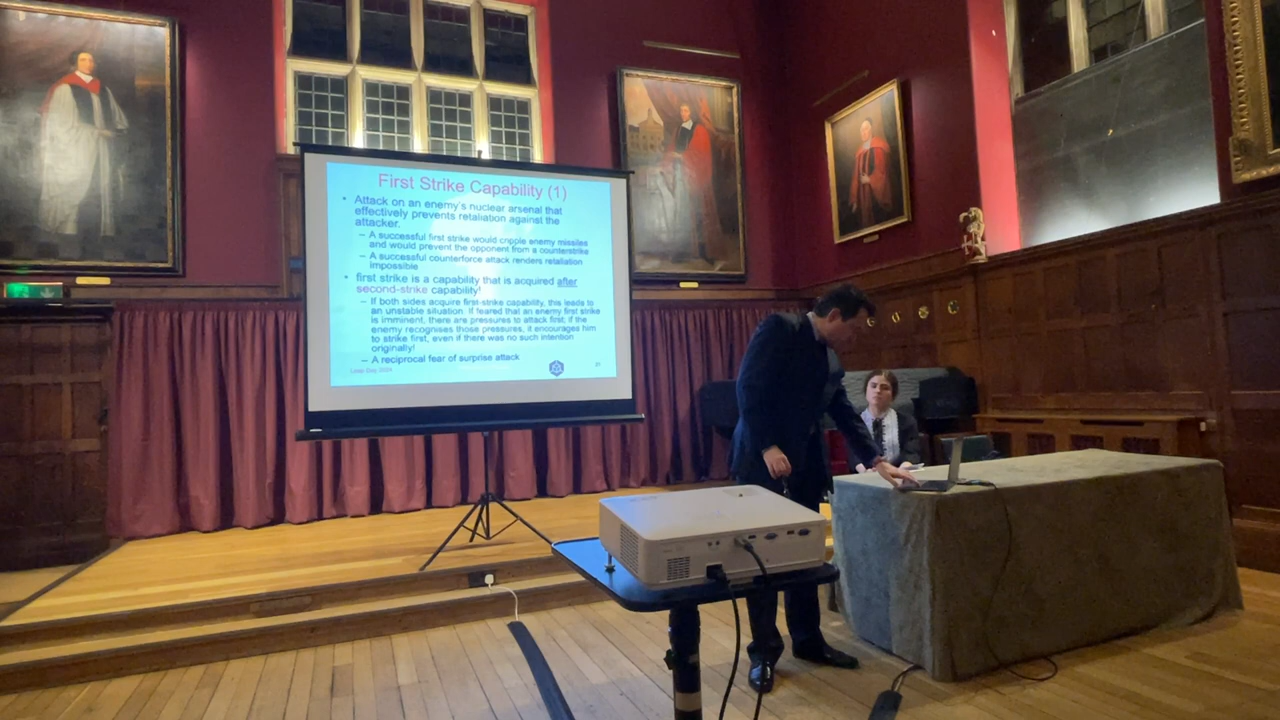 First Strike Capability (1)
• Attack on an enemy's nuclear arsenal that
effectively prevents retaliation against the
attacker.
– A successful first strike would cripple enemy missiles
and would prevent the opponent from a counterstrike
– A successful counterforce attack renders retaliation
impossible
• first strike is a capability that is acquired after
second-strike capability!
– If both sides acquire first-strike capability, this leads to
an unstable situation. If feared that an enemy first strike
is imminent, there are pressures to attack first; if the
enemy recognises those pressures, it encourages him
to strike first, even if there was no such intention
originally!
– A reciprocal fear of surprise attack